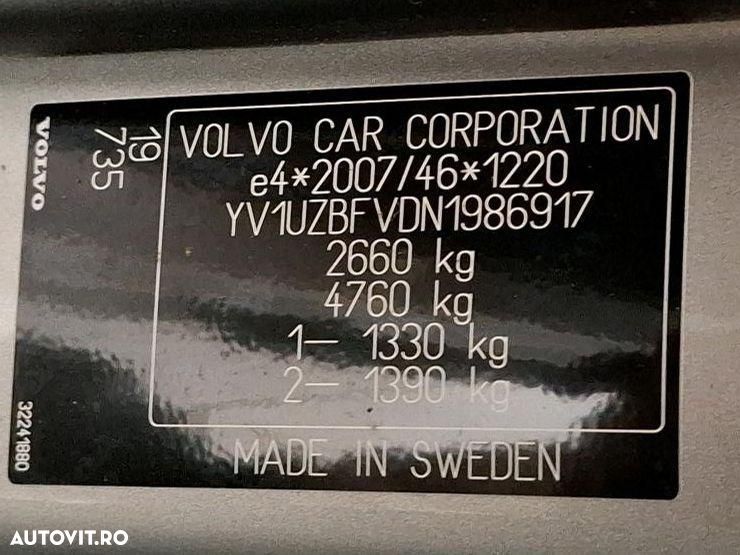 VOLVO
19
735
VOLVO CAR CORPORATION
e4*2007/46*1220
YV1UZBFVDN1986917
2660 kg
4760 kg
1– 1330 kg
2– 1390 kg
32241880
MADE IN SWEDEN
AUTOVIT.RO